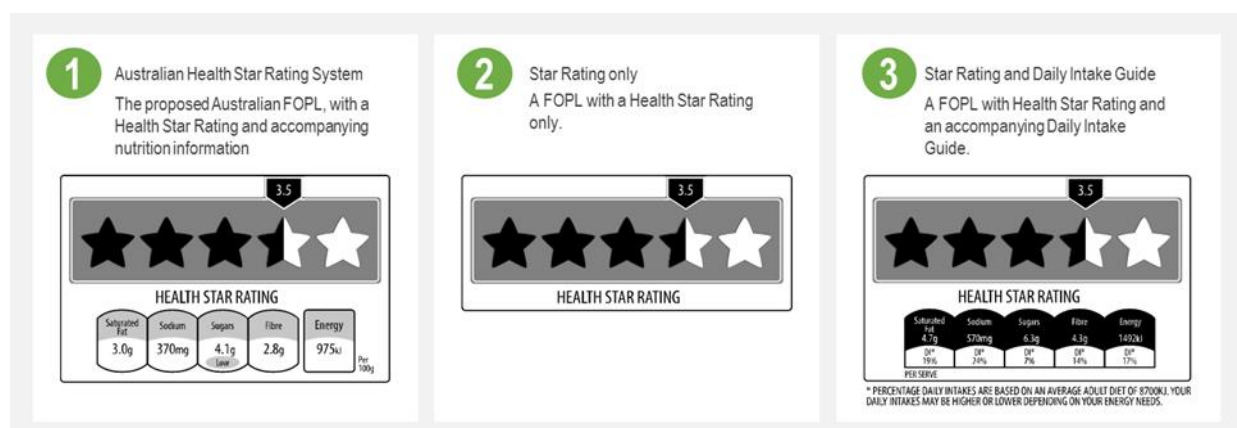 1
Australian Health Star Rating System
The proposed Australian FOPL, with a
Health Star Rating and accompanying
nutrition information
3.5
HEALTH STAR RATING
Saturated Fat Sodium Sugars Fibre Energy
3.0g 370mg 4.1g 2.8g 975kJ
Low
Per 100g
2
Star Rating only
A FOPL with a Health Star Rating
only.
3.5
HEALTH STAR RATING
3
Star Rating and Daily Intake Guide
A FOPL with Health Star Rating and
an accompanying Daily Intake
Guide.
3.5
HEALTH STAR RATING
Saturated Fat Sodium Sugars Fibre Energy
4.7g 570mg 6.3g 4.3g 1492kJ
DI* DI* DI* DI* DI*
19% 24% 7% 14% 17%
PER SERVE
* PERCENTAGE DAILY INTAKES ARE BASED ON AN AVERAGE ADULT DIET OF 8700KJ. YOUR
DAILY INTAKES MAY BE HIGHER OR LOWER DEPENDING ON YOUR ENERGY NEEDS.